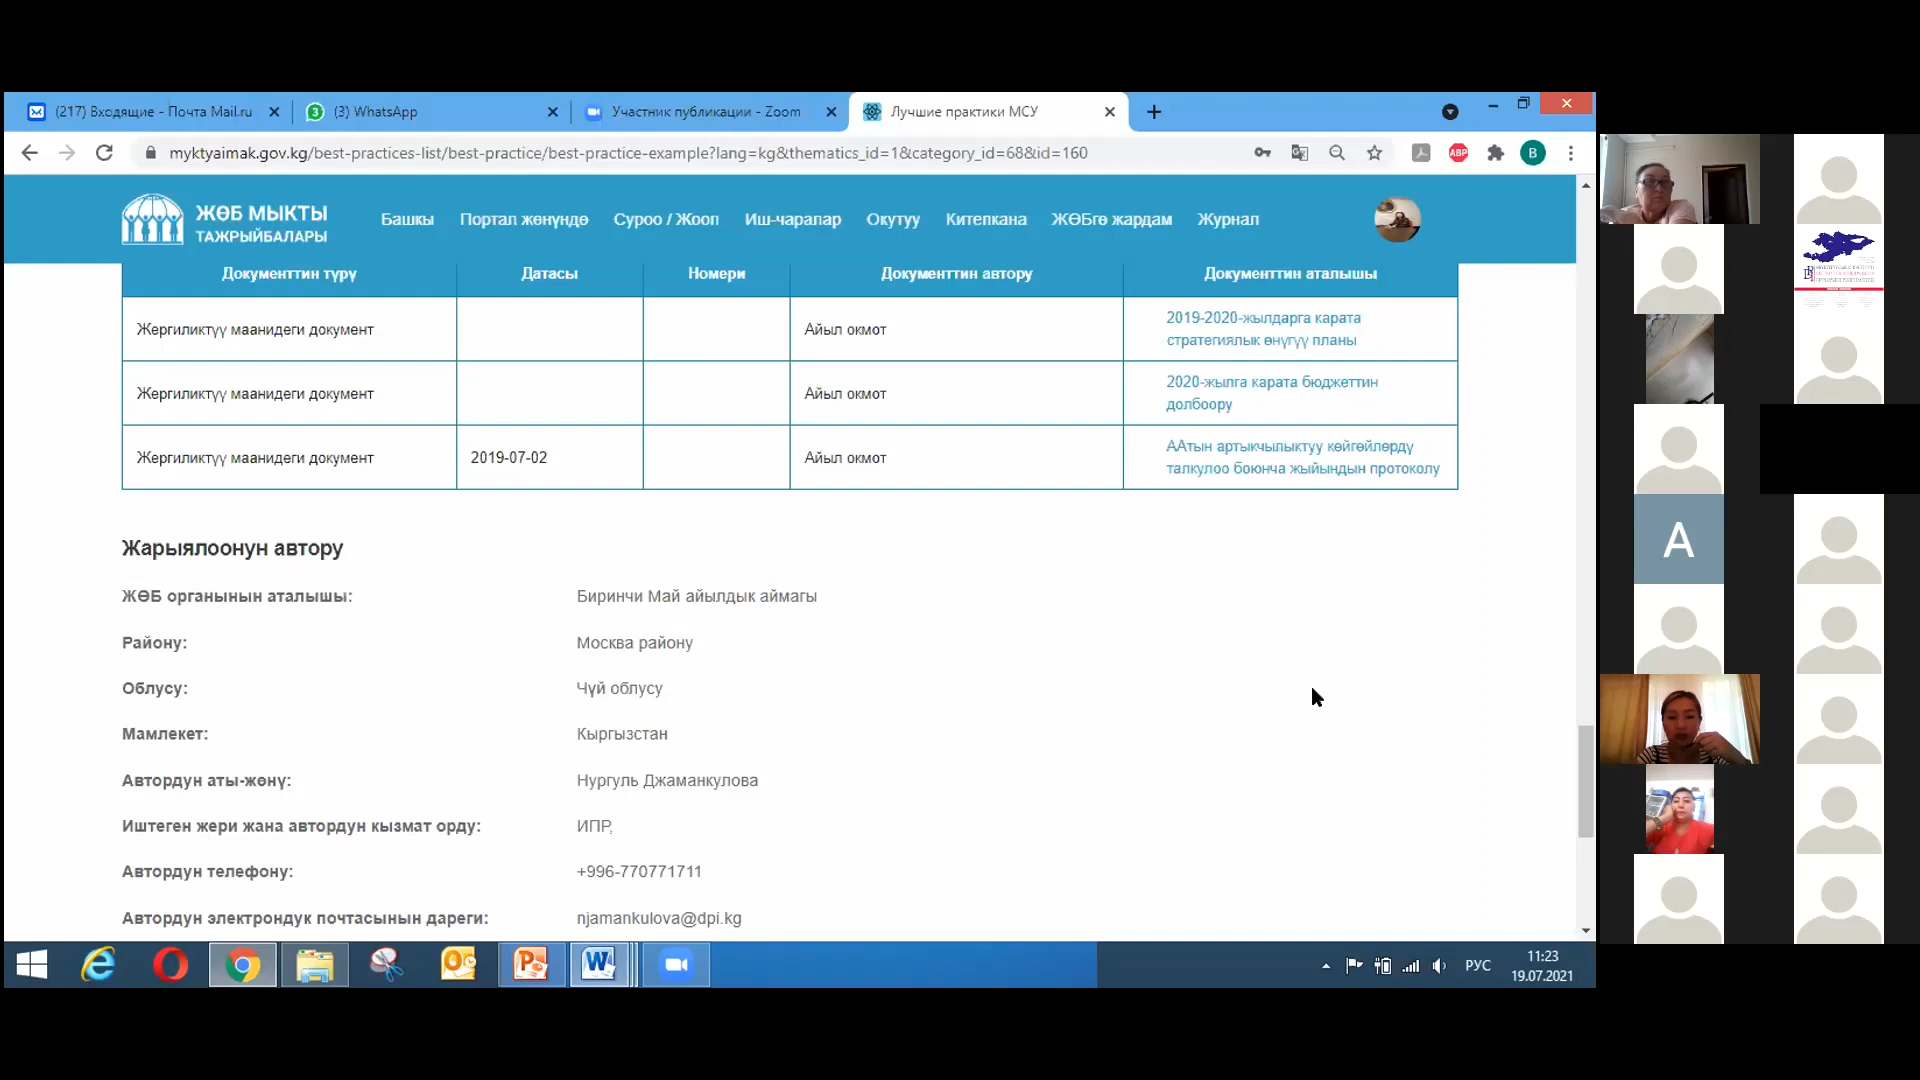 (217) Входящие - Почта Mail.ru
3
(3) WhatsApp
Участник публикации - Zoom
Лучшие практики МСУ
myktyaimak.gov.kg/best-practices-list/best-practice/best-practice-example?lang=kg&thematics_id=1&category_id=68&id=160
ABP
B
ЖӨБ МЫКТЫ
ТАЖРЫЙБАЛАРЫ
Башкы
Портал жөнүндө
Суроо / Жооп
Иш-чаралар
Окутуу
Китепкана
ЖӨБгө жардам
Журнал
Документтин түрү
Датасы
Номери
Документтин автору
Документтин аталышы
Жергиликтүү маанидеги документ
Айыл окмот
2019-2020-жылдарга карата
стратегиялык өнүгүү планы
Жергиликтүү маанидеги документ
Айыл окмот
2020-жылга карата бюджеттин
долбоору
Жергиликтүү маанидеги документ
2019-07-02
Айыл окмот
ААтын артыкчылыктуу көйгөйлөрдү
талкулоо боюнча жыйындын протоколу
Жарыялоонун автору
ЖӨБ органынын аталышы:
Биринчи Май айылдык аймагы
Району:
Москва району
Облусу:
Чүй облусу
Мамлекет:
Кыргызстан
Автордун аты-жөнү:
Нургуль Джаманкулова
Иштеген жери жана автордун кызмат орду:
ИПР,
Автордун телефону:
+996-770771711
Автордун электрондук почтасынын дареги:
njamankulova@dpi.kg
A
РУС
11:23
19.07.2021